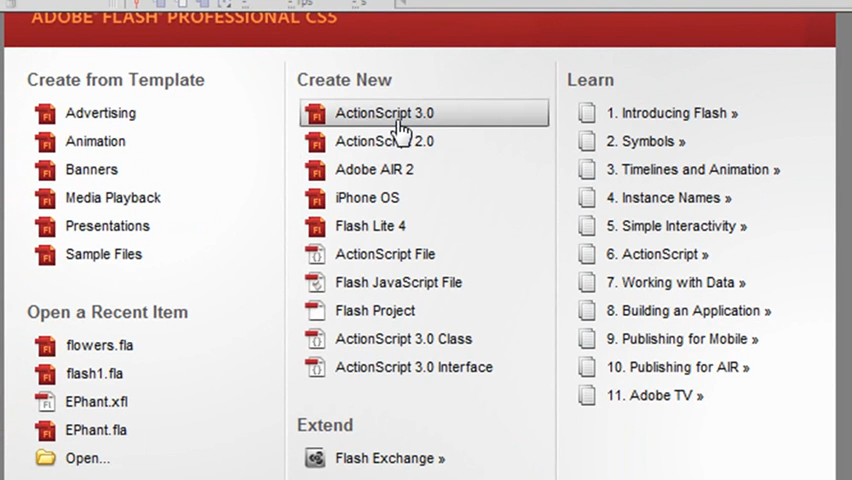 ADOBE® FLASH® PROFESSIONAL CS5
Create from Template
Advertising
Animation
Banners
Media Playback
Presentations
Sample Files
Open a Recent Item
flowers.fla
flash1.fla
EPhant.xfl
EPhant.fla
Open...
Create New
ActionScript 3.0
ActionScript 2.0
Adobe AIR 2
iPhone OS
Flash Lite 4
ActionScript File
Flash JavaScript File
Flash Project
ActionScript 3.0 Class
ActionScript 3.0 Interface
Extend
Flash Exchange »
Learn
1. Introducing Flash »
2. Symbols »
3. Timelines and Animation »
4. Instance Names »
5. Simple Interactivity »
6. ActionScript »
7. Working with Data »
8. Building an Application »
9. Publishing for Mobile »
10. Publishing for AIR »
11. Adobe TV »